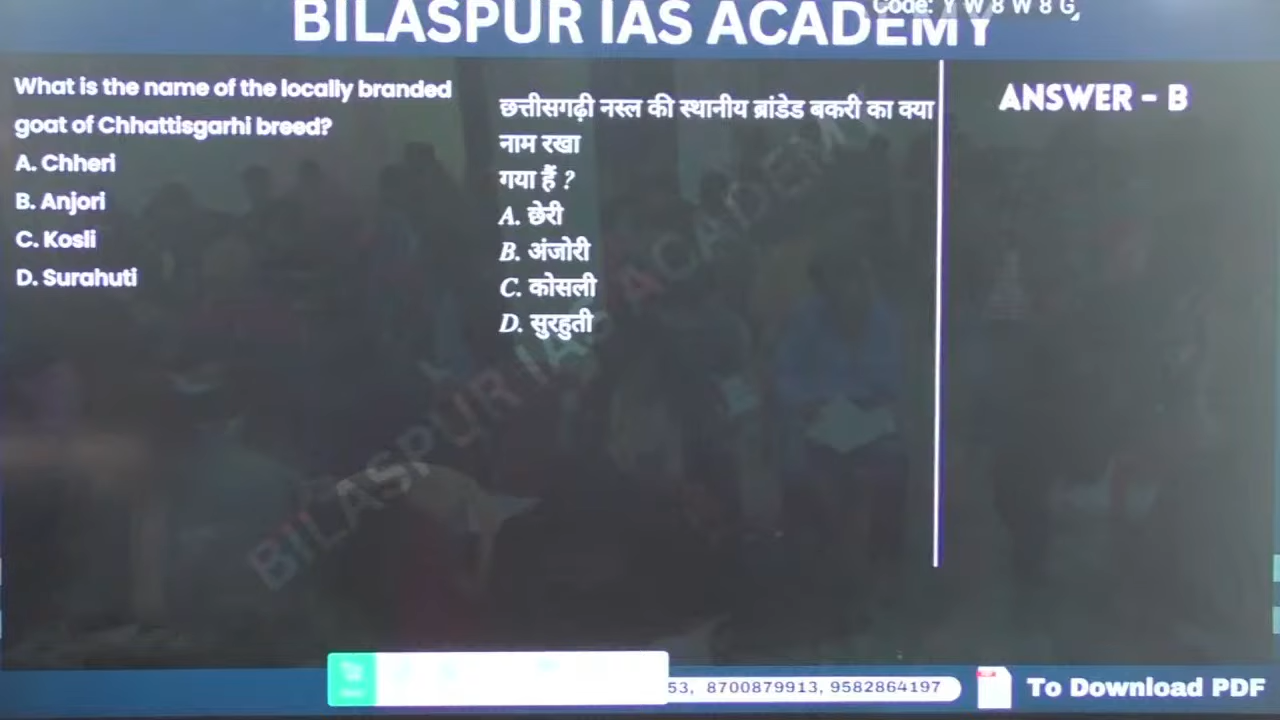 BILASPUR IAS ACADEMY
Code: Y W 8 W 8 G
What is the name of the locally branded
goat of Chhattisgarhi breed?
A. Chheri
B. Anjori
C. Kosli
D. Surahuti
छत्तीसगढ़ी नस्ल की स्थानीय ब्रांडेड बकरी का क्या
नाम रखा
गया हैं ?
A. छेरी
B. अंजोरी
C. कोसली
D. सुरहुती
ANSWER - B
BILASPUR IAS ACADEMY
53, 8700879913, 9582864197
To Download PDF